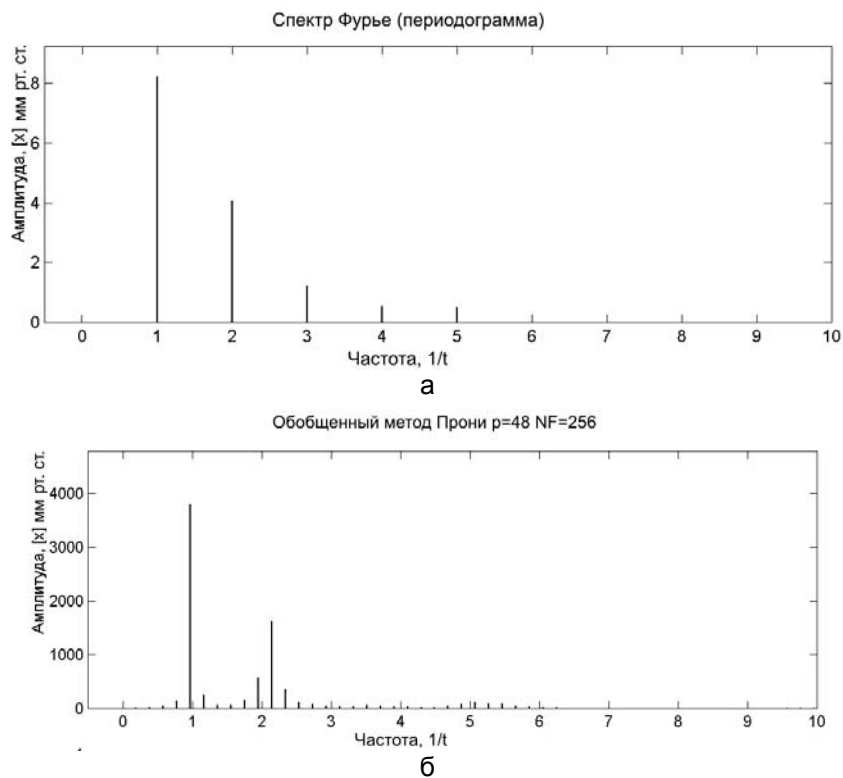 Спектр Фурье (периодограмма)
Амплитуда, [x] мм рт. ст.
8
6
4
2
0
0 1 2 3 4 5 6 7 8 9 10
Частота, 1/t
а
Обобщенный метод Прони p=48 NF=256
Амплитуда, [x] мм рт. ст.
4000
3000
2000
1000
0
0 1 2 3 4 5 6 7 8 9 10
Частота, 1/t
б